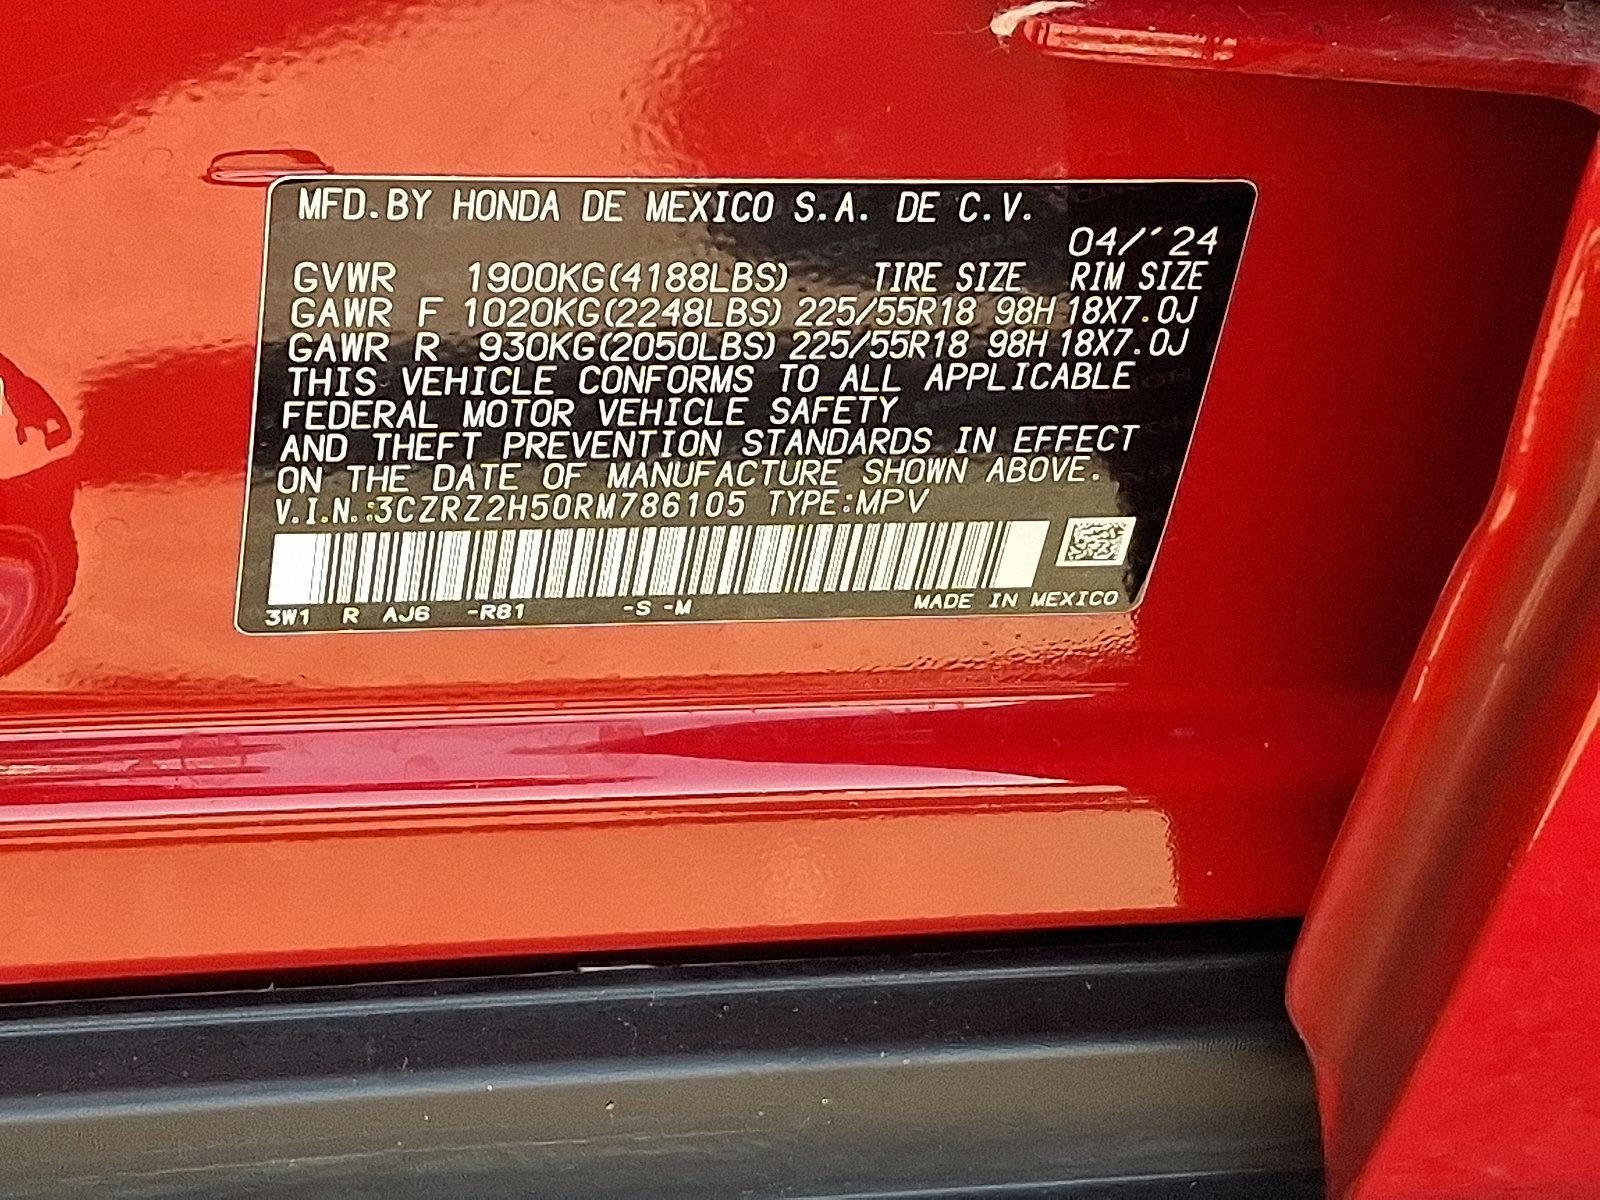 MFD.BY HONDA DE MEXICO S.A. DE C.V.
04/´24
GVWR 1900KG(4188LBS) TIRE SIZE RIM SIZE
GAWR F 1020KG(2248LBS) 225/55R18 98H 18X7.0J
GAWR R 930KG(2050LBS) 225/55R18 98H 18X7.0J
THIS VEHICLE CONFORMS TO ALL APPLICABLE
FEDERAL MOTOR VEHICLE SAFETY
AND THEFT PREVENTION STANDARDS IN EFFECT
ON THE DATE OF MANUFACTURE SHOWN ABOVE.
V.I.N.:3CZRZ2H50RM786105 TYPE:MPV
3W1 R AJ6 -R81 -S -M MADE IN MEXICO